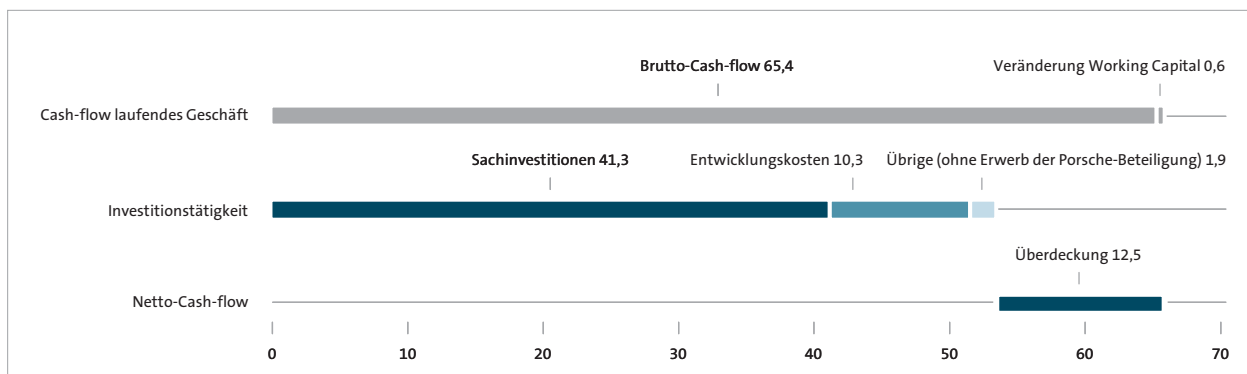 Brutto-Cash-flow 65,4 Veränderung Working Capital 0,6
Cash-flow laufendes Geschäft
Sachinvestitionen 41,3 Entwicklungskosten 10,3 Übrige (ohne Erwerb der Porsche-Beteiligung) 1,9
Investitionstätigkeit
Überdeckung 12,5
Netto-Cash-flow
0 10 20 30 40 50 60 70